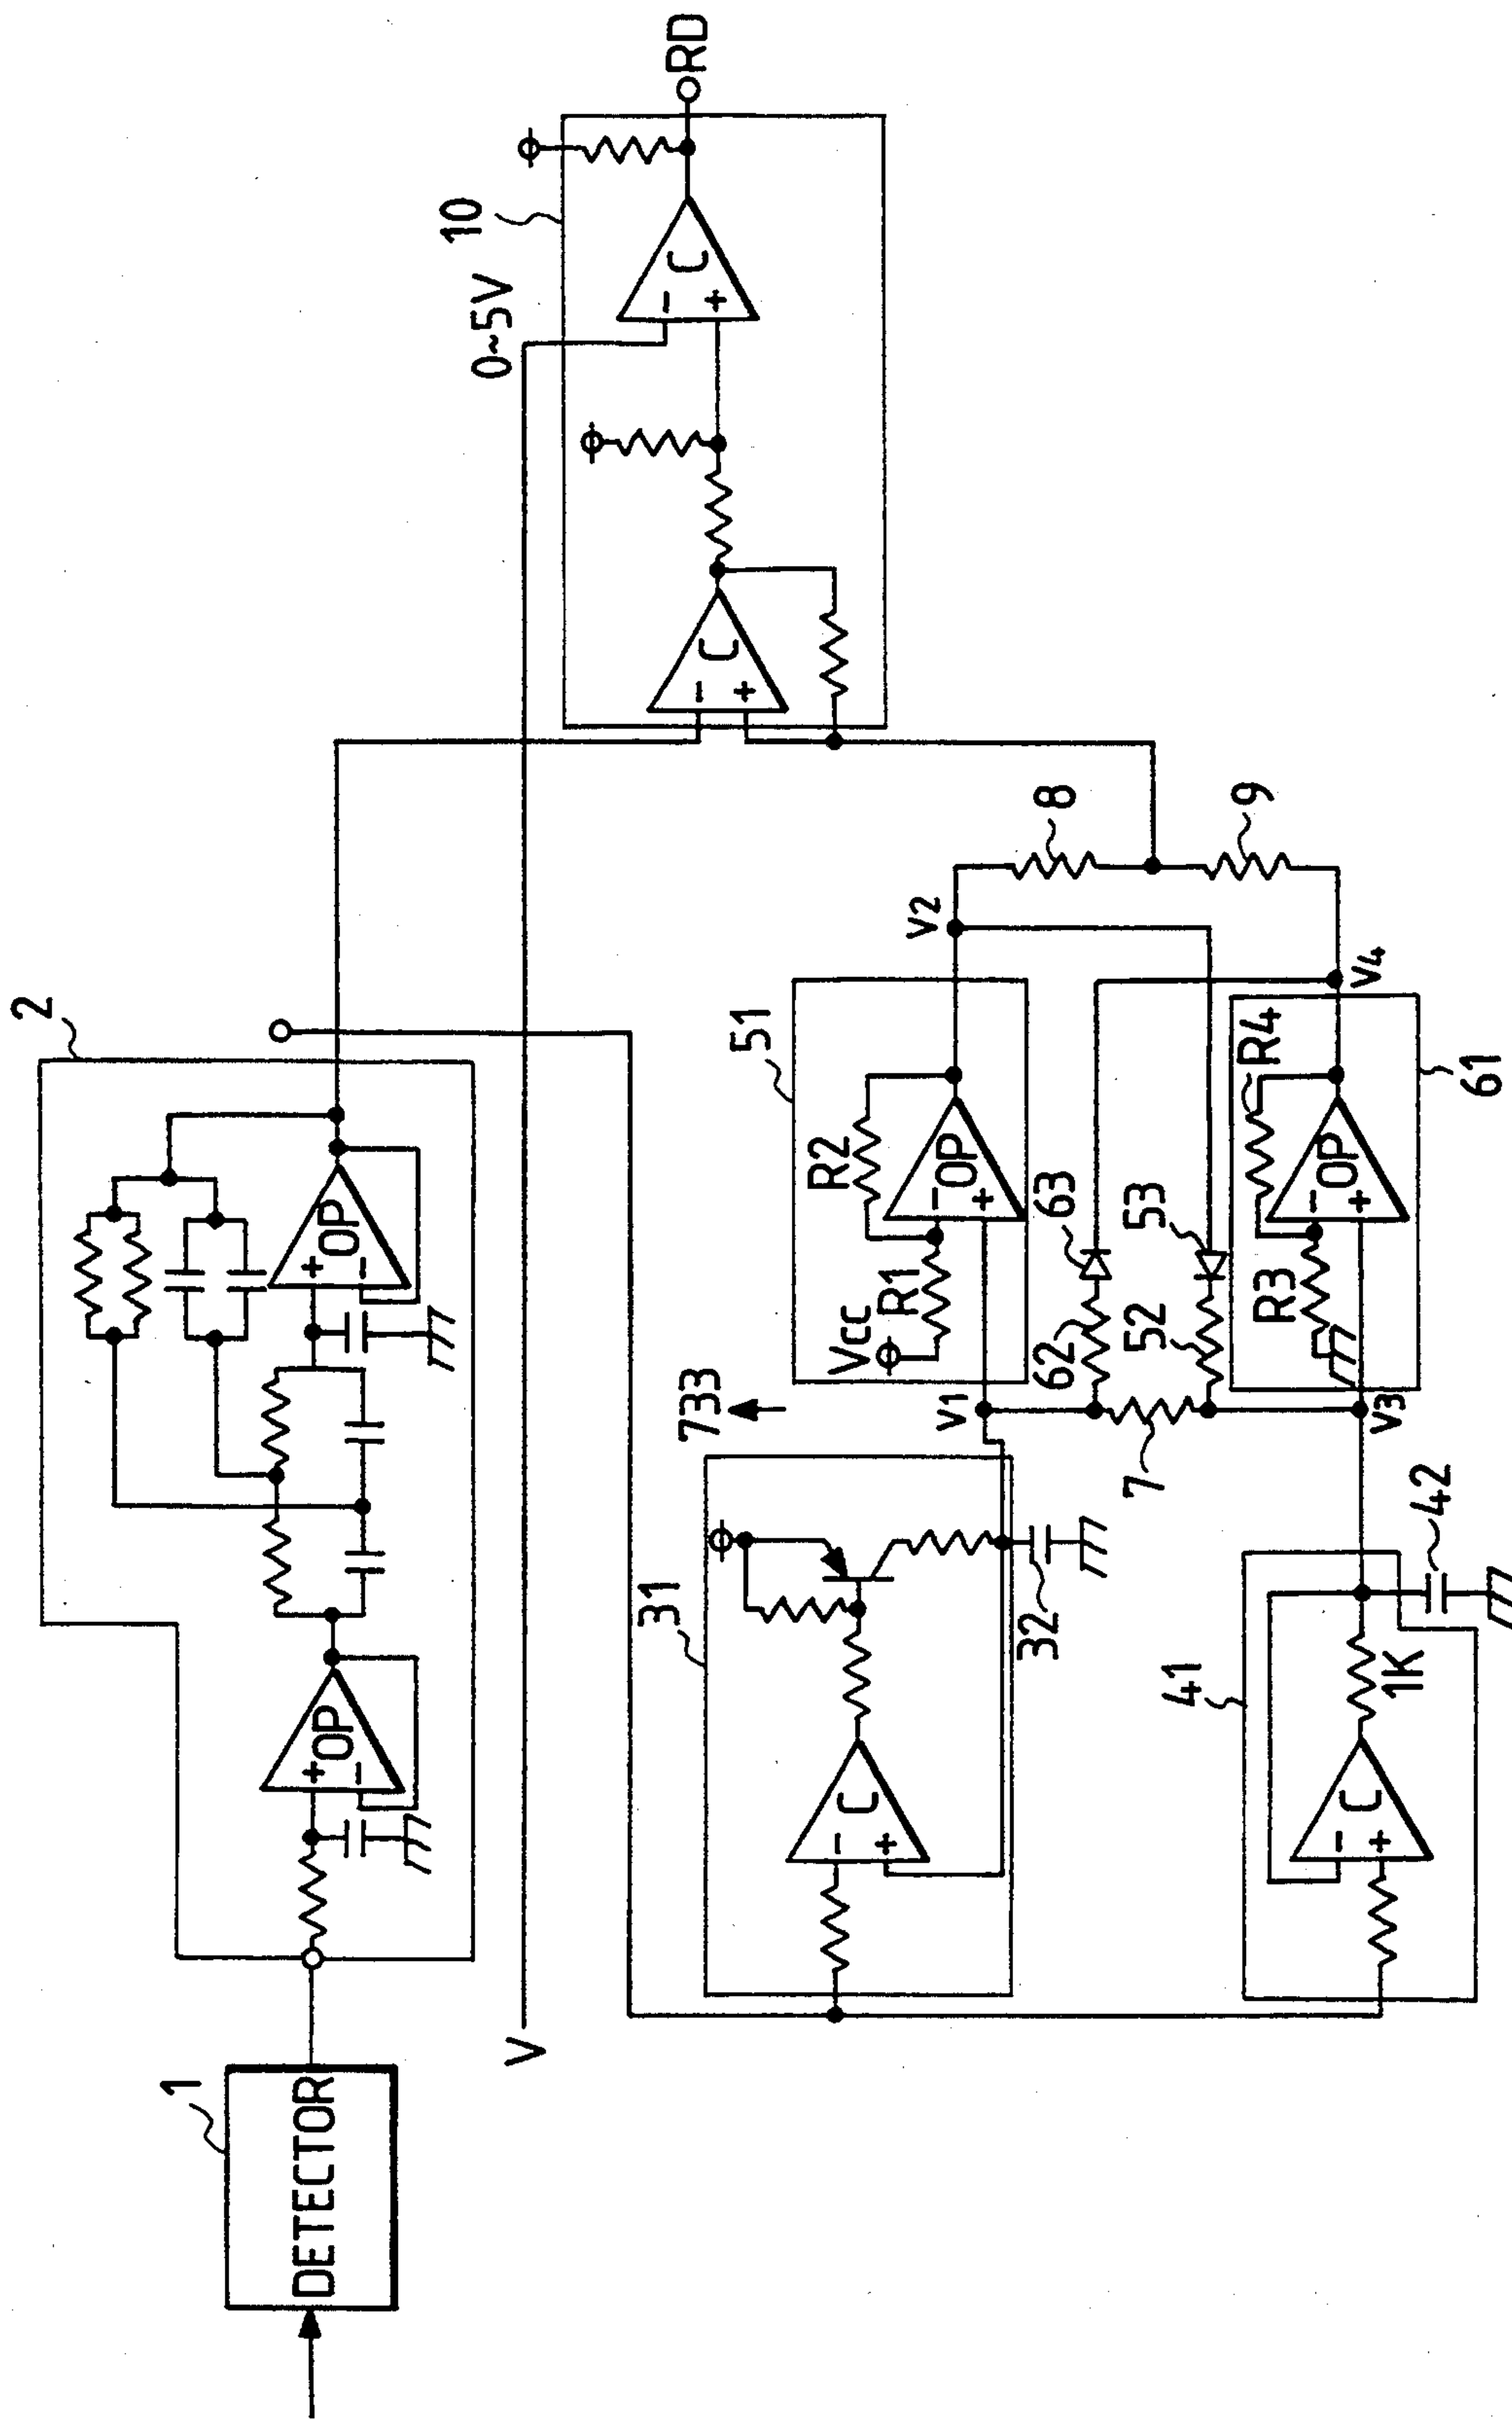 1
DETECTOR
2
+
OP
−
+
OP
−
V
0~5V
10
−
C
+
−
C
+
RD
733
31
−
C
+
32
41
−
C
+
1K
42
51
Vcc
R1
R2
−
OP
+
V1
V2
7
62
63
52
53
V3
V4
R3
R4
−
OP
+
61
8
9